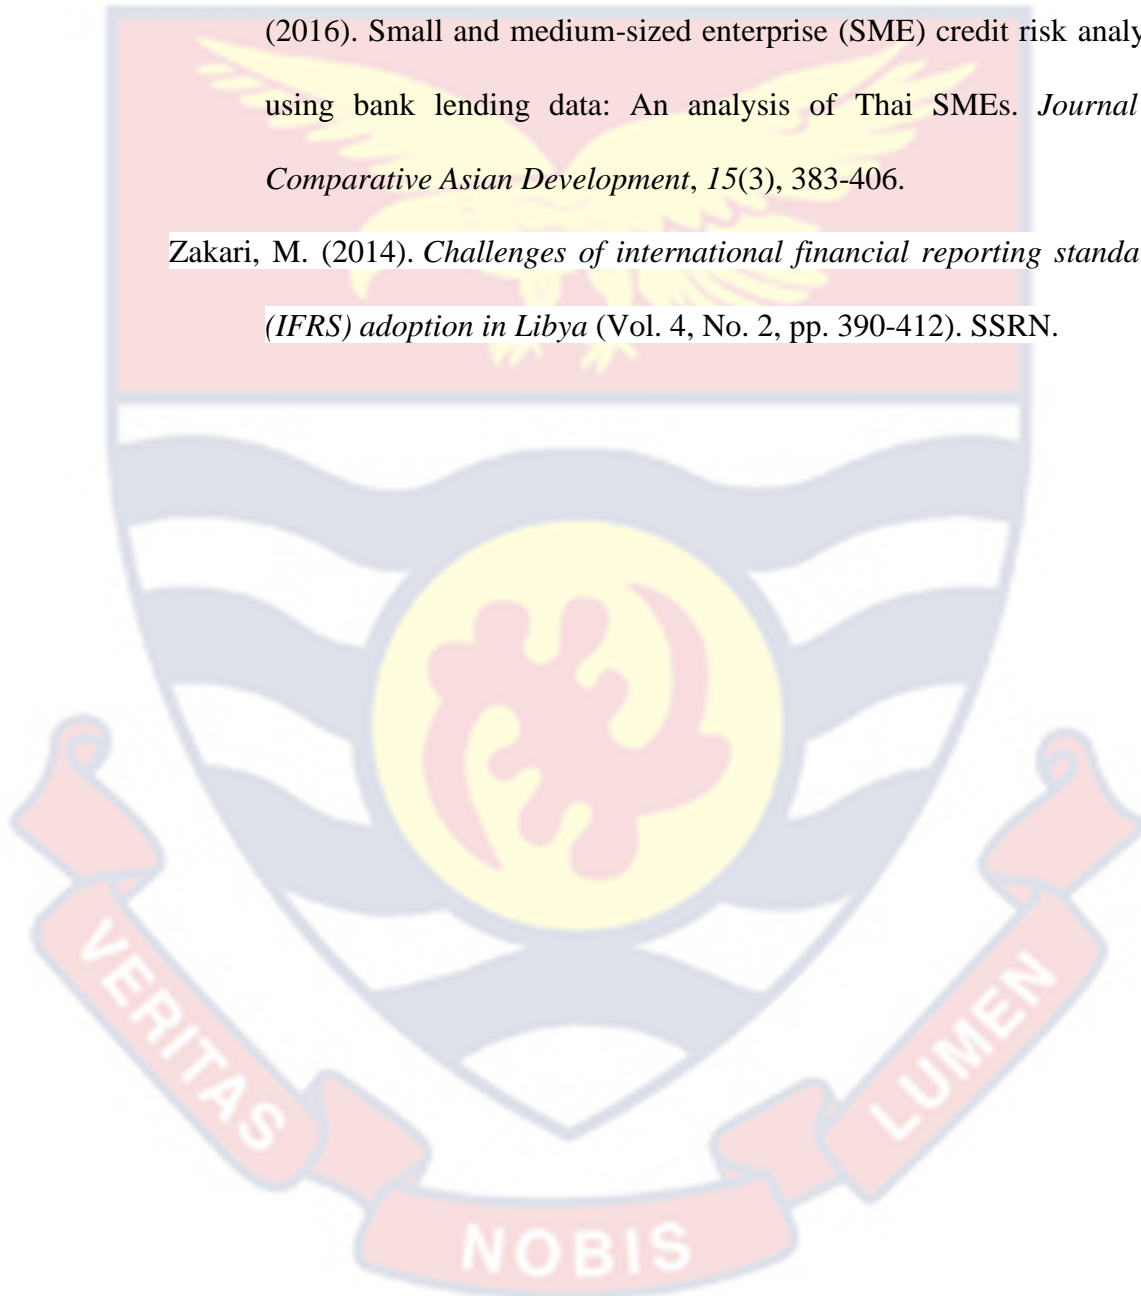 (2016). Small and medium-sized enterprise (SME) credit risk analy
using bank lending data: An analysis of Thai SMEs. Journal
Comparative Asian Development, 15(3), 383-406.
Zakari, M. (2014). Challenges of international financial reporting standa
(IFRS) adoption in Libya (Vol. 4, No. 2, pp. 390-412). SSRN.
VERITAS
NOBIS
LUMEN